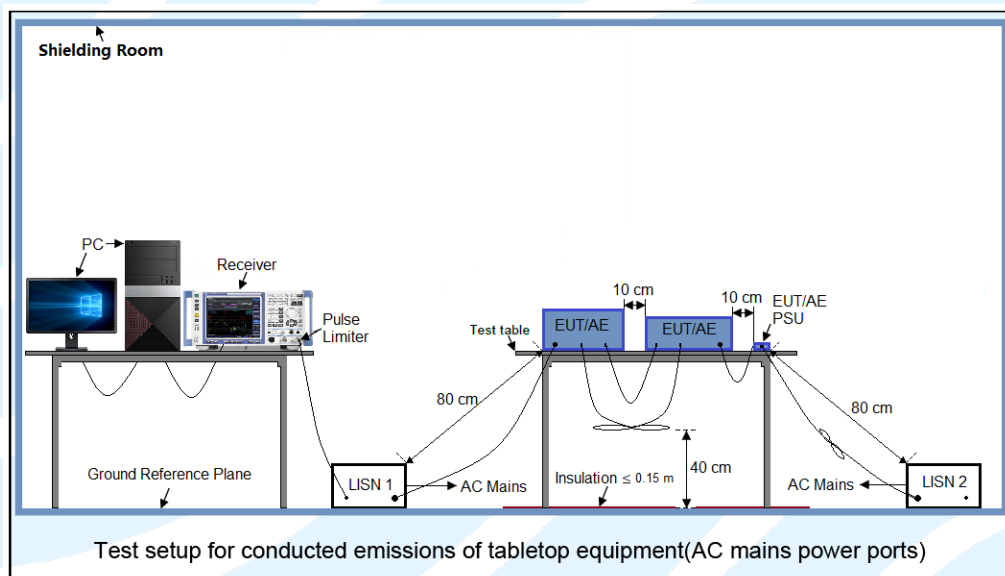 Shielding Room
PC
Receiver
Pulse
Limiter
10 cm
10 cm
EUT/AE
PSU
EUT/AE
EUT/AE
Test table
80 cm
80 cm
40 cm
Ground Reference Plane
LISN 1
AC Mains
Insulation ≤ 0.15 m
AC Mains
LISN 2
Test setup for conducted emissions of tabletop equipment(AC mains power ports)